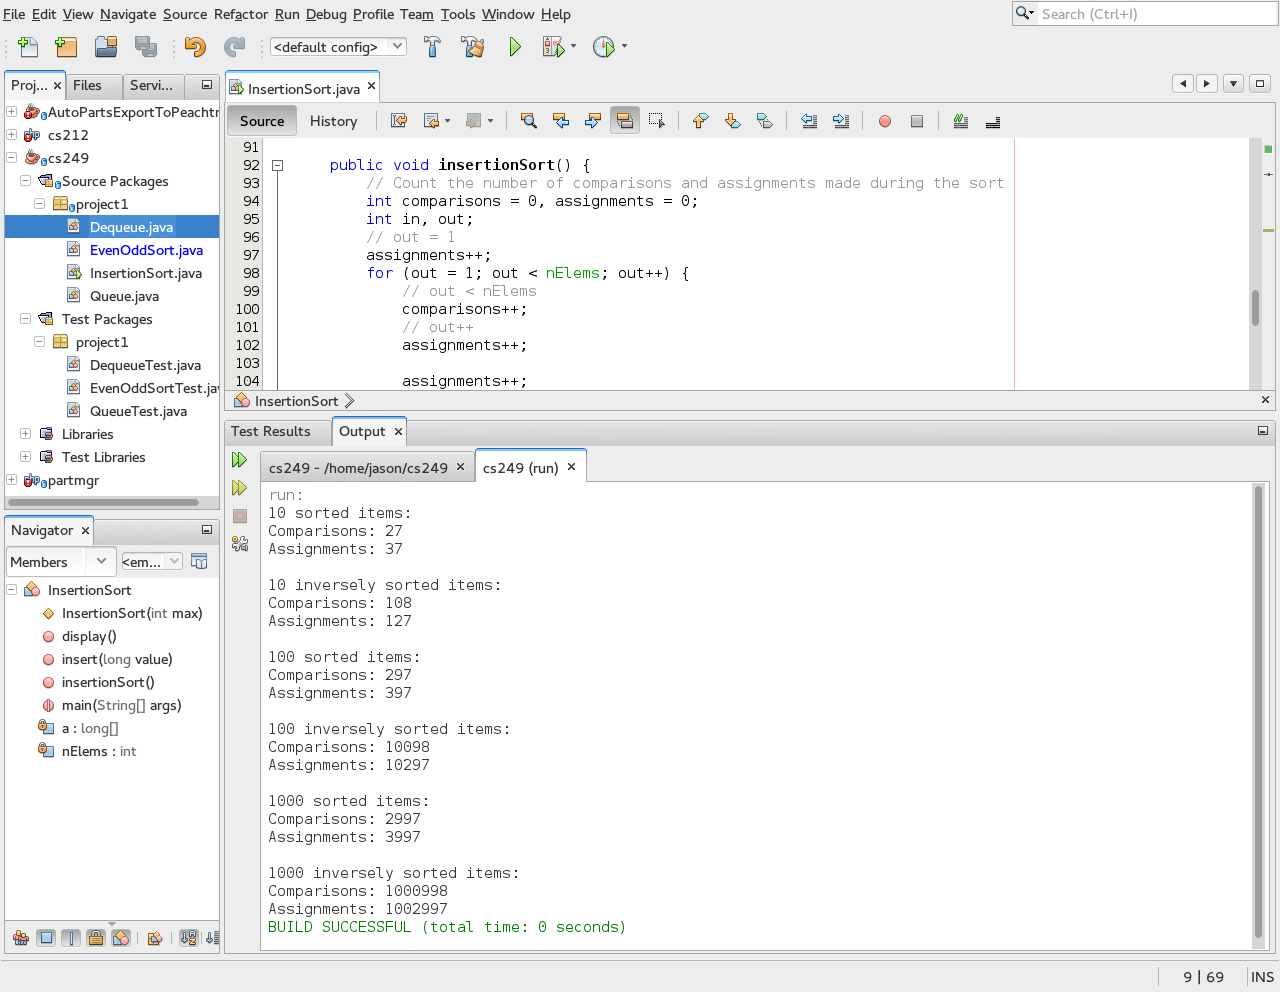 File Edit View Navigate Source Refactor Run Debug Profile Team Tools Window Help
Search (Ctrl+I)
<default config>
Proj... × Files Servi...
AutoPartsExportToPeachtr
cs212
cs249
Source Packages
project1
Dequeue.java
EvenOddSort.java
InsertionSort.java
Queue.java
Test Packages
project1
DequeueTest.java
EvenOddSortTest.jav
QueueTest.java
Libraries
Test Libraries
partmgr
Navigator ×
Members <em...
InsertionSort
InsertionSort(int max)
display()
insert(long value)
insertionSort()
main(String[] args)
a : long[]
nElems : int
InsertionSort.java ×
Source History
91
92 public void insertionSort() {
93 // Count the number of comparisons and assignments made during the sort
94 int comparisons = 0, assignments = 0;
95 int in, out;
96 // out = 1
97 assignments++;
98 for (out = 1; out < nElems; out++) {
99 // out < nElems
100 comparisons++;
101 // out++
102 assignments++;
103
104 assignments++;
InsertionSort
Test Results Output ×
cs249 - /home/jason/cs249 × cs249 (run) ×
run:
10 sorted items:
Comparisons: 27
Assignments: 37
10 inversely sorted items:
Comparisons: 108
Assignments: 127
100 sorted items:
Comparisons: 297
Assignments: 397
100 inversely sorted items:
Comparisons: 10098
Assignments: 10297
1000 sorted items:
Comparisons: 2997
Assignments: 3997
1000 inversely sorted items:
Comparisons: 1000998
Assignments: 1002997
BUILD SUCCESSFUL (total time: 0 seconds)
9 | 69 INS